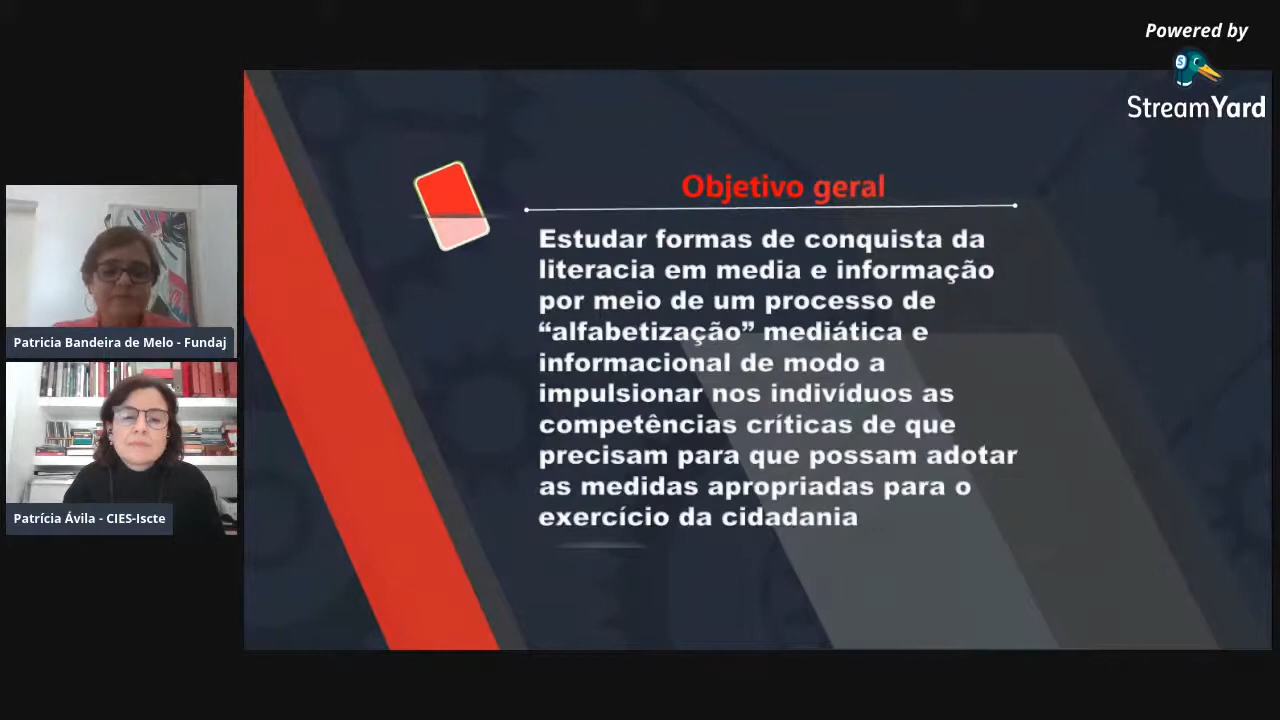 Powered by
StreamYard
Objetivo geral
Estudar formas de conquista da
literacia em media e informação
por meio de um processo de
“alfabetização” mediática e
informacional de modo a
impulsionar nos indivíduos as
competências críticas de que
precisam para que possam adotar
as medidas apropriadas para o
exercício da cidadania
Patricia Bandeira de Melo - Fundaj
Patrícia Ávila - CIES-Iscte